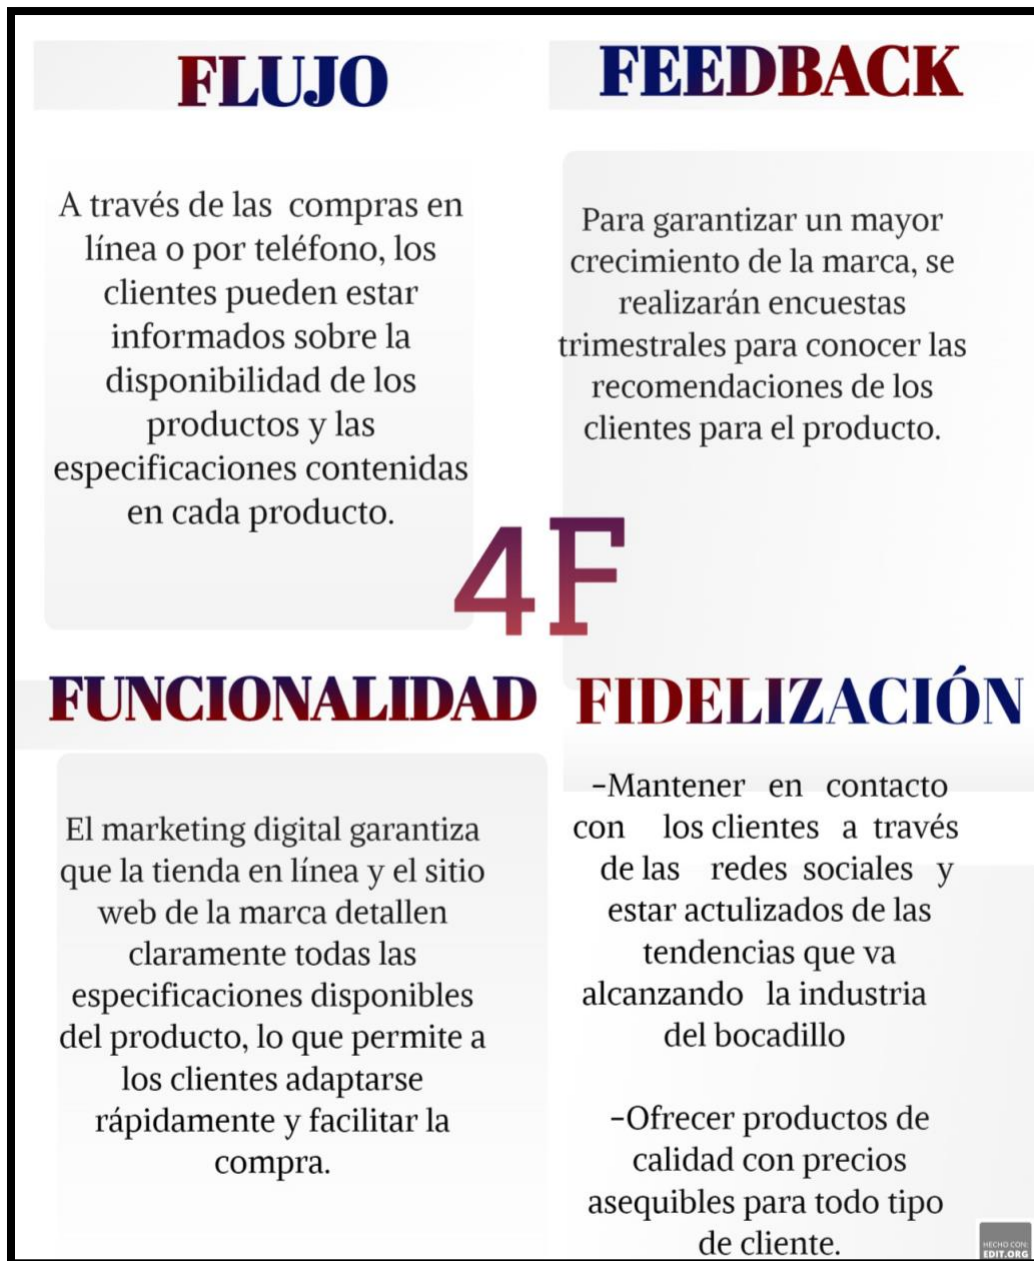 FLUJO
A través de las compras en
línea o por teléfono, los
clientes pueden estar
informados sobre la
disponibilidad de los
productos y las
especificaciones contenidas
en cada producto.
FEEDBACK
Para garantizar un mayor
crecimiento de la marca, se
realizarán encuestas
trimestrales para conocer las
recomendaciones de los
clientes para el producto.
4F
FUNCIONALIDAD
El marketing digital garantiza
que la tienda en línea y el sitio
web de la marca detallen
claramente todas las
especificaciones disponibles
del producto, lo que permite a
los clientes adaptarse
rápidamente y facilitar la
compra.
FIDELIZACIÓN
-Mantener en contacto
con los clientes a través
de las redes sociales y
estar actulizados de las
tendencias que va
alcanzando la industria
del bocadillo
-Ofrecer productos de
calidad con precios
asequibles para todo tipo
de cliente.
HECHO CON:
EDIT.ORG